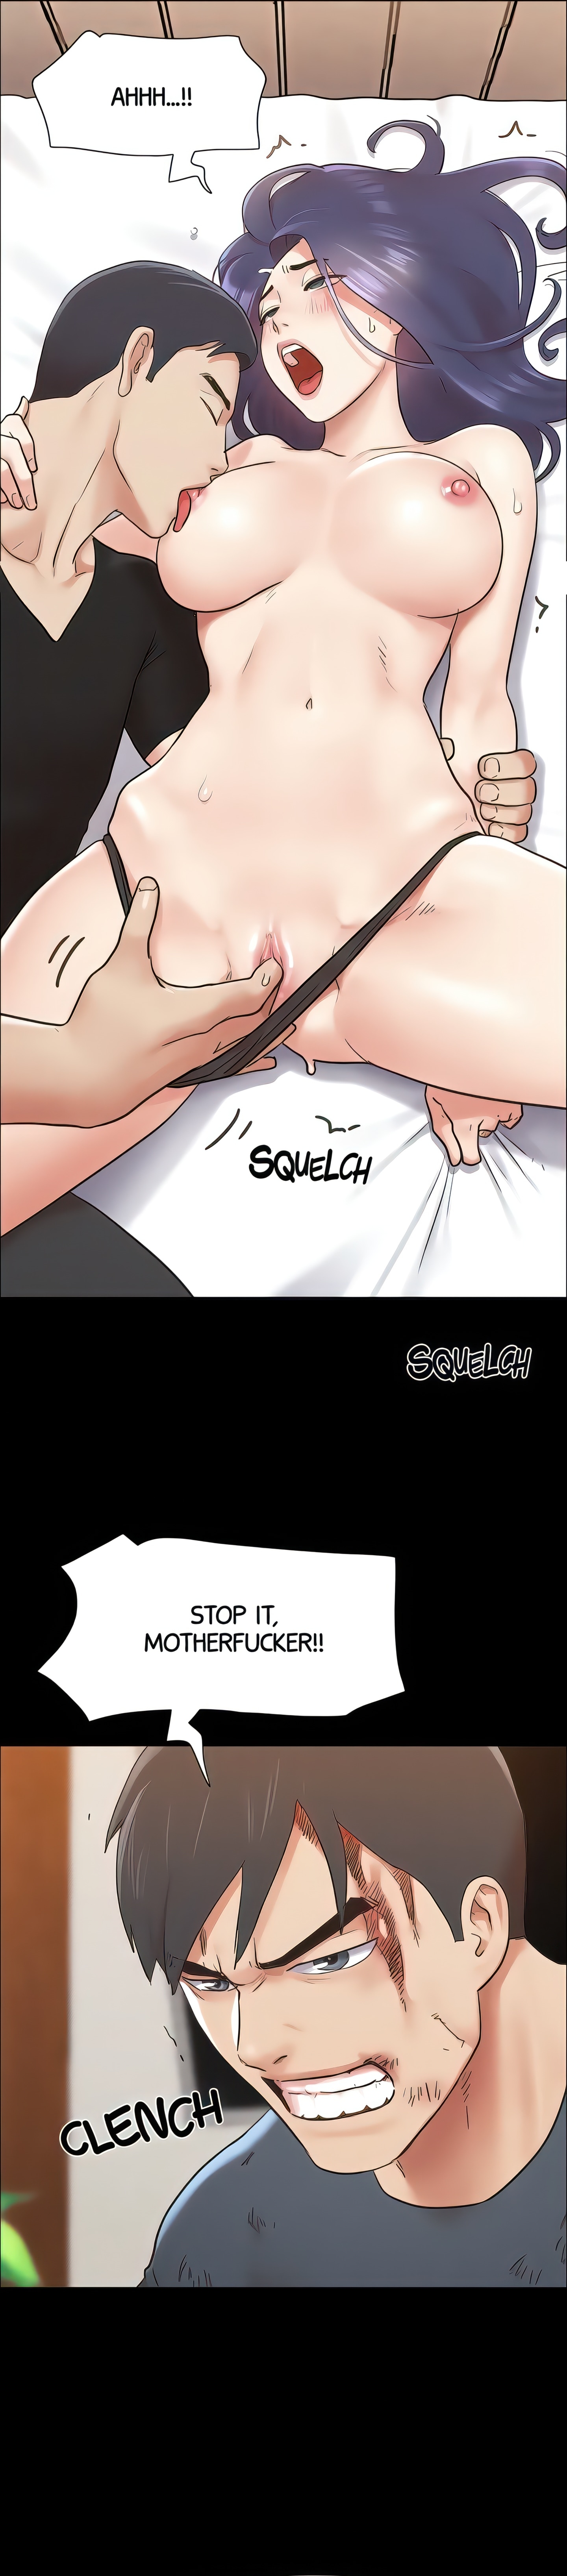 AHHH...!!
SQUELCH
SQUELCH
STOP IT,
MOTHERFUCKER!!
CLENCH